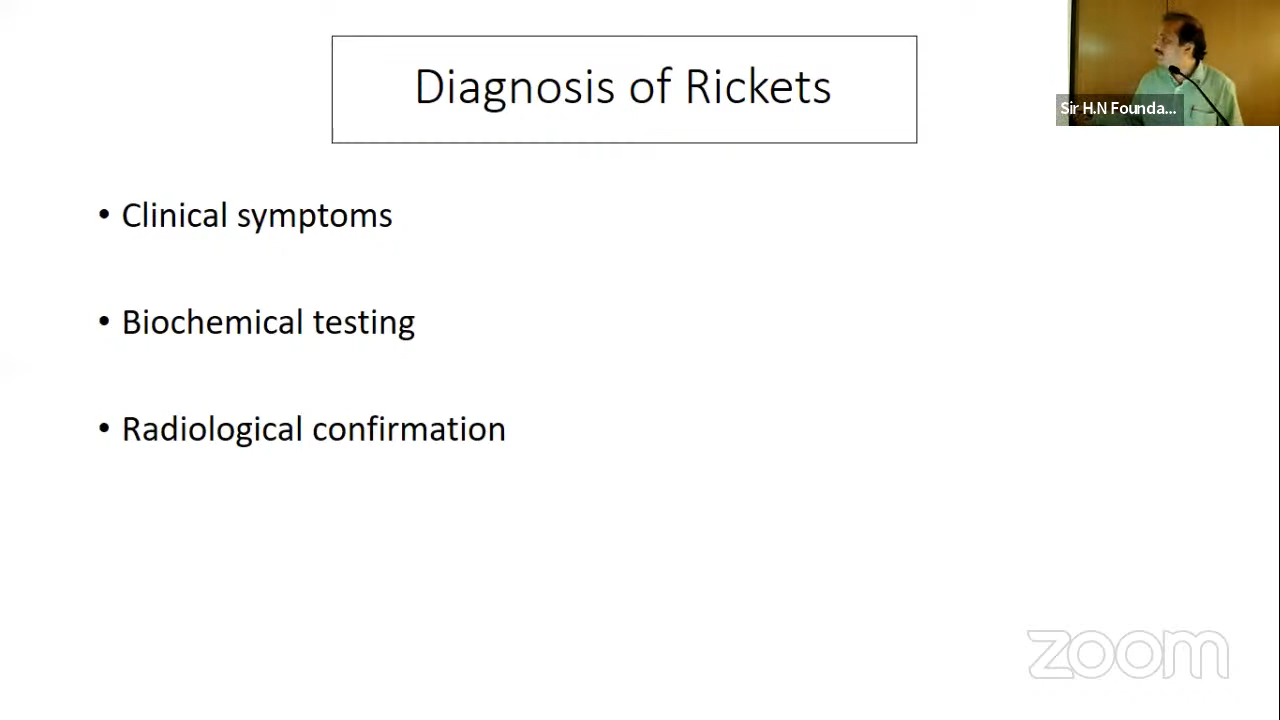 Diagnosis of Rickets
Sir H.N Founda...
• Clinical symptoms
• Biochemical testing
• Radiological confirmation
zoom